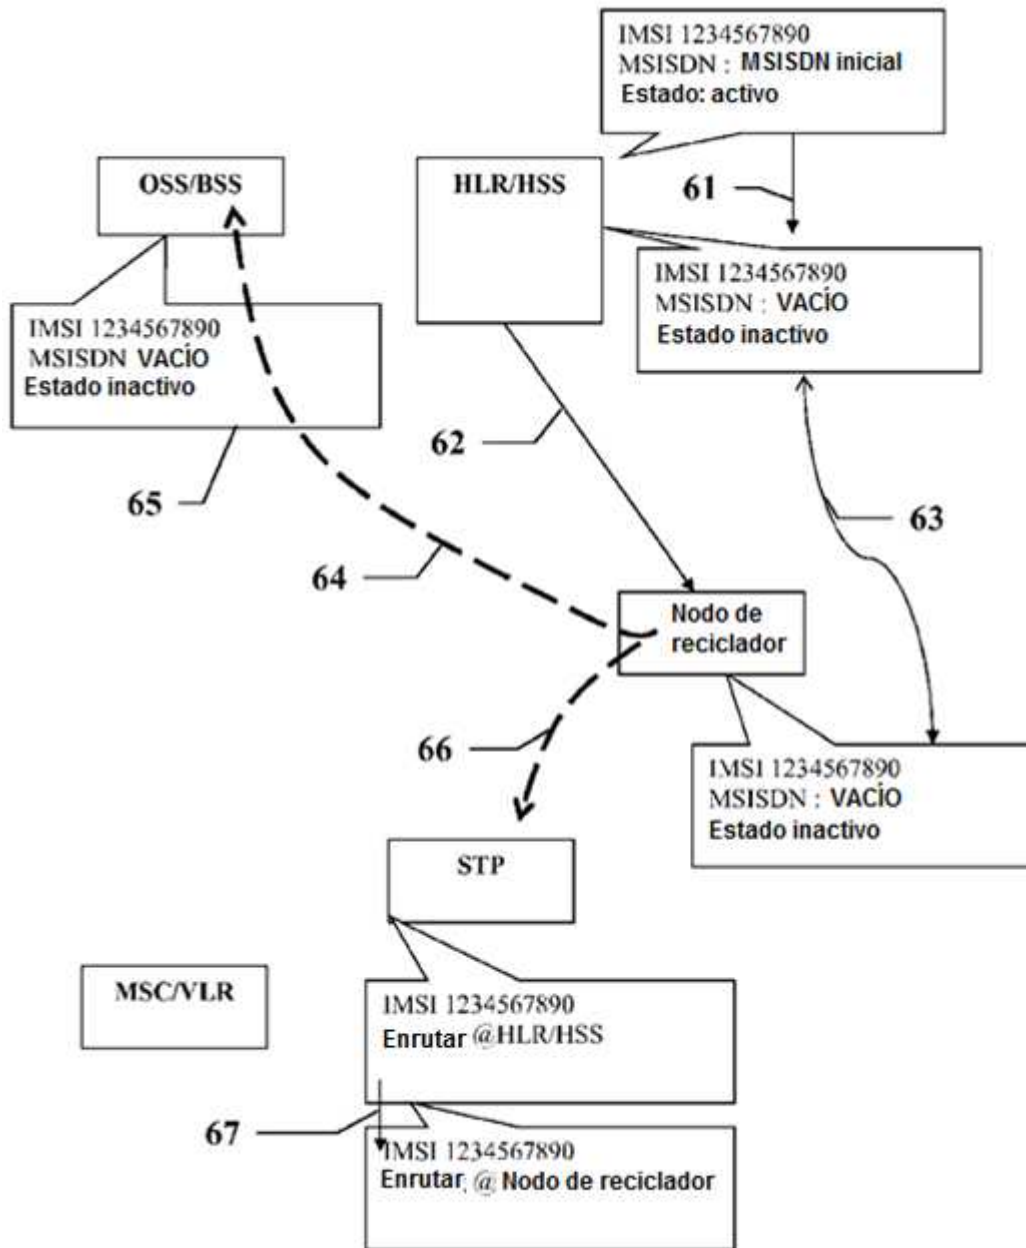 IMSI 1234567890
MSISDN : MSISDN inicial
Estado: activo
OSS/BSS
HLR/HSS
61
IMSI 1234567890
MSISDN : VACÍO
Estado inactivo
IMSI 1234567890
MSISDN VACÍO
Estado inactivo
62
65
63
64
Nodo de
reciclador
66
IMSI 1234567890
MSISDN : VACÍO
Estado inactivo
STP
MSC/VLR
IMSI 1234567890
Enrutar @HLR/HSS
67
IMSI 1234567890
Enrutar @ Nodo de reciclador